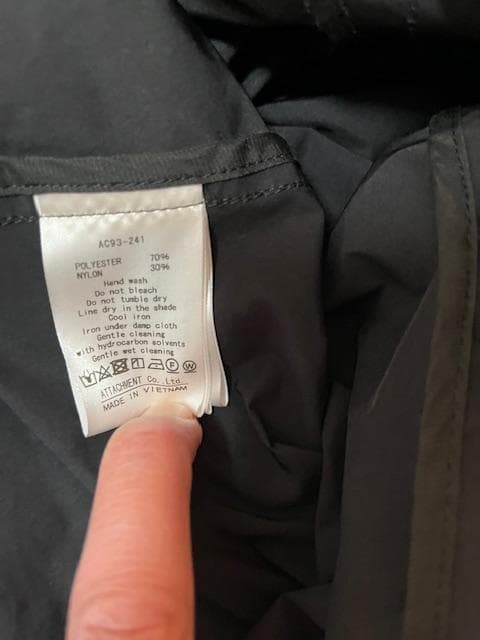 AC93-241
POLYESTER 70%
NYLON 30%
Hand wash
Do not bleach
Do not tumble dry
Line dry in the shade
Cool iron
Iron under damp cloth
Gentle cleaning
with hydrocarbon solvents
Gentle wet cleaning
F W
ATTACHMENT Co., Ltd.
MADE IN VIETNAM